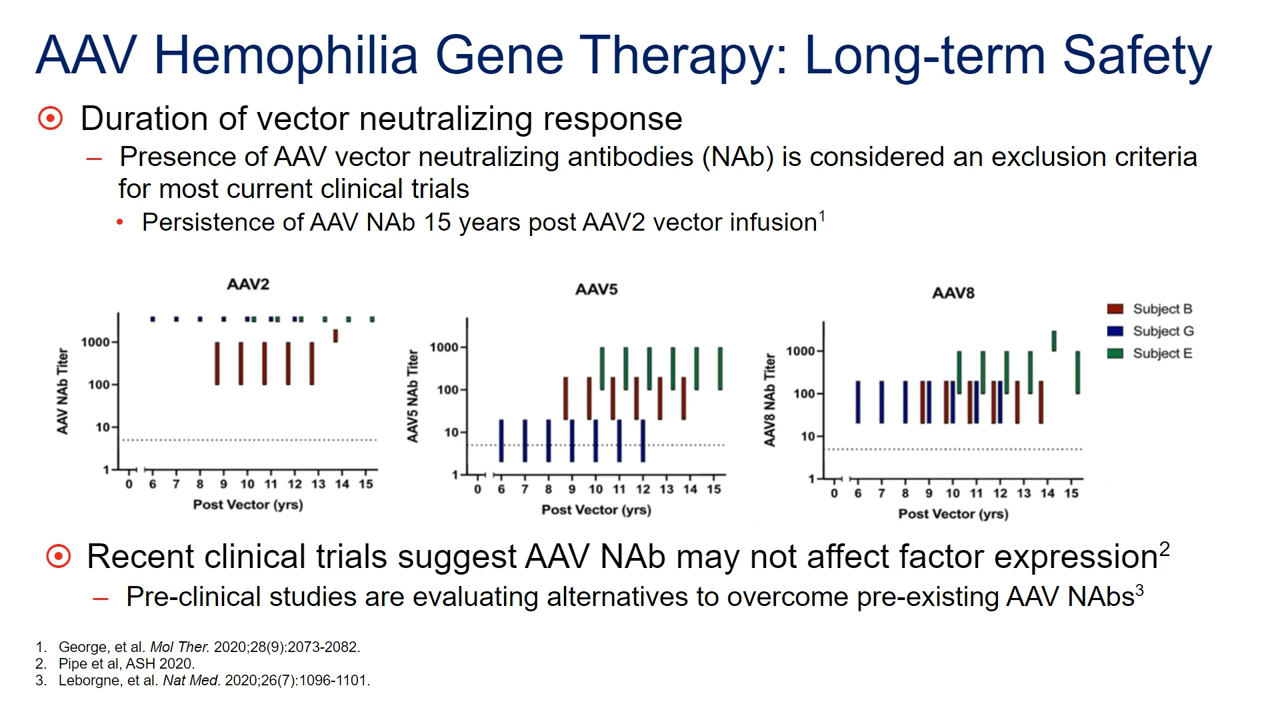 AAV Hemophilia Gene Therapy: Long-term Safety
Duration of vector neutralizing response
– Presence of AAV vector neutralizing antibodies (NAb) is considered an exclusion criteria
for most current clinical trials
• Persistence of AAV NAb 15 years post AAV2 vector infusion1
AAV2
AAV NAb Titer
1000
100
10
1
0 6 7 8 9 10 11 12 13 14 15
Post Vector (yrs)
AAV5
AAV5 NAb Titer
1000
100
10
1
0 6 7 8 9 10 11 12 13 14 15
Post Vector (yrs)
AAV8
AAV8 NAb Titer
1000
100
10
1
0 6 7 8 9 10 11 12 13 14 15
Post Vector (yrs)
Subject B
Subject G
Subject E
Recent clinical trials suggest AAV NAb may not affect factor expression2
– Pre-clinical studies are evaluating alternatives to overcome pre-existing AAV NAbs3
1. George, et al. Mol Ther. 2020;28(9):2073-2082.
2. Pipe et al, ASH 2020.
3. Leborgne, et al. Nat Med. 2020;26(7):1096-1101.